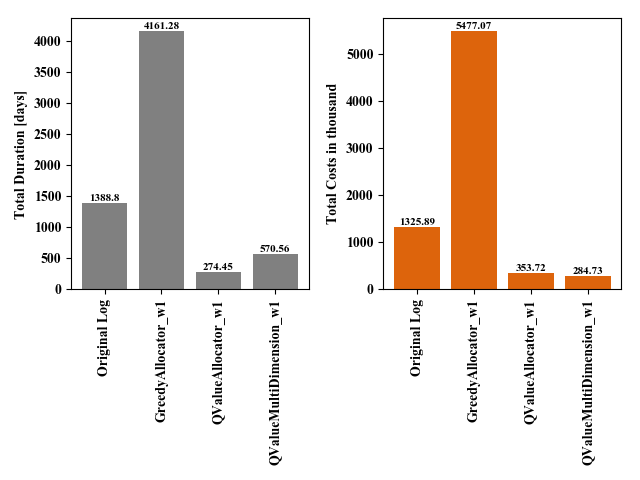 Total Duration [days]
4000
3500
3000
2500
2000
1500
1000
500
0
1388.8
4161.28
274.45
570.56
Original Log
GreedyAllocator_w1
QValueAllocator_w1
QValueMultiDimension_w1
Total Costs in thousand
5000
4000
3000
2000
1000
0
1325.89
5477.07
353.72
284.73
Original Log
GreedyAllocator_w1
QValueAllocator_w1
QValueMultiDimension_w1